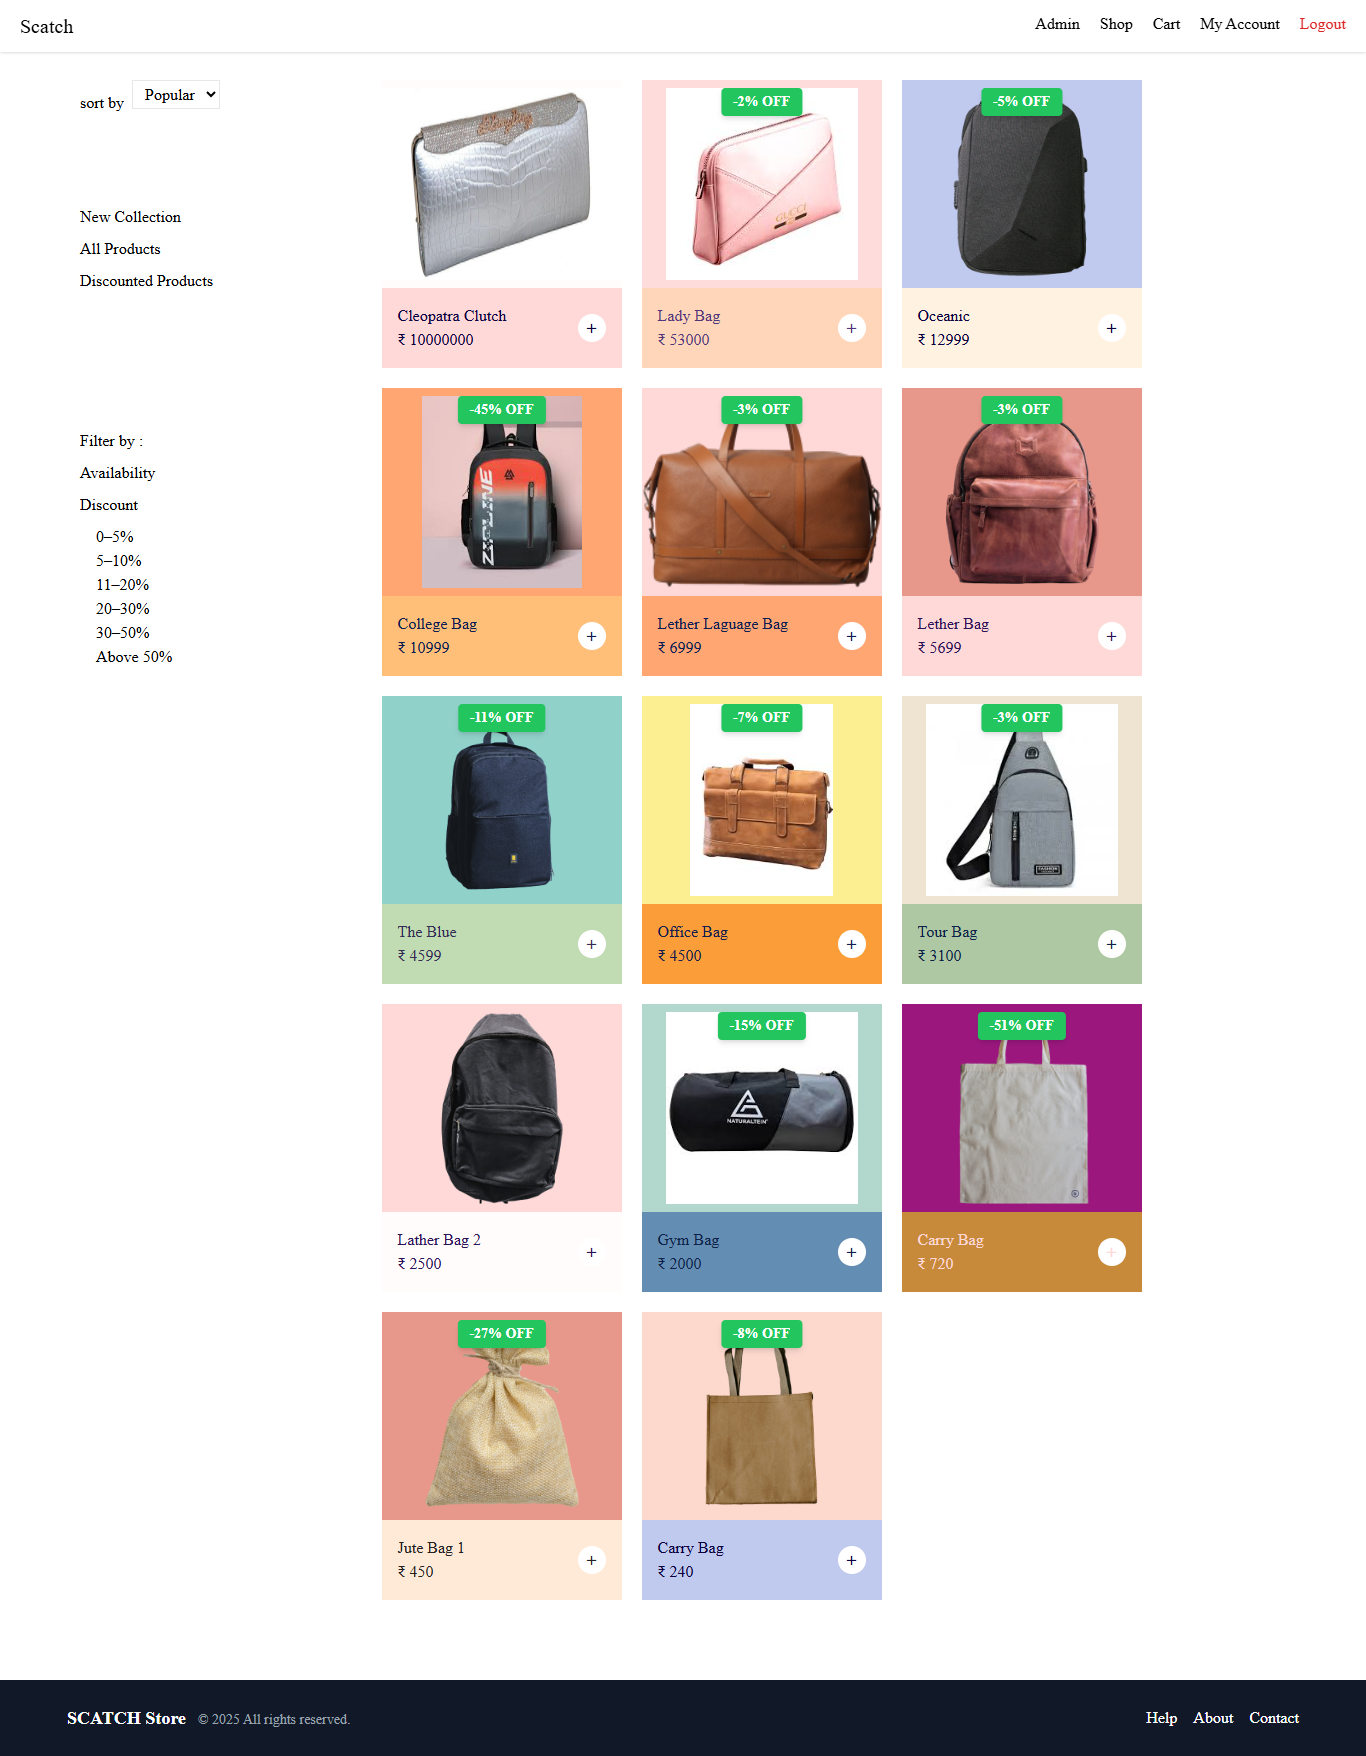 Scatch
Admin Shop Cart My Account Logout
sort by Popular
New Collection
All Products
Discounted Products
Filter by :
Availability
Discount
0–5%
5–10%
11–20%
20–30%
30–50%
Above 50%
Cleopatra Clutch
₹ 10000000
+
-2% OFF
GUCCI
Lady Bag
₹ 53000
+
-5% OFF
Oceanic
₹ 12999
+
-45% OFF
ZIPLINE
College Bag
₹ 10999
+
-3% OFF
Lether Laguage Bag
₹ 6999
+
-3% OFF
Lether Bag
₹ 5699
+
-11% OFF
The Blue
₹ 4599
+
-7% OFF
Office Bag
₹ 4500
+
-3% OFF
FASHION
Tour Bag
₹ 3100
+
Lather Bag 2
₹ 2500
+
-15% OFF
NATURALTEIN
Gym Bag
₹ 2000
+
-51% OFF
®
Carry Bag
₹ 720
+
-27% OFF
Jute Bag 1
₹ 450
+
-8% OFF
Carry Bag
₹ 240
+
SCATCH Store © 2025 All rights reserved.
Help About Contact